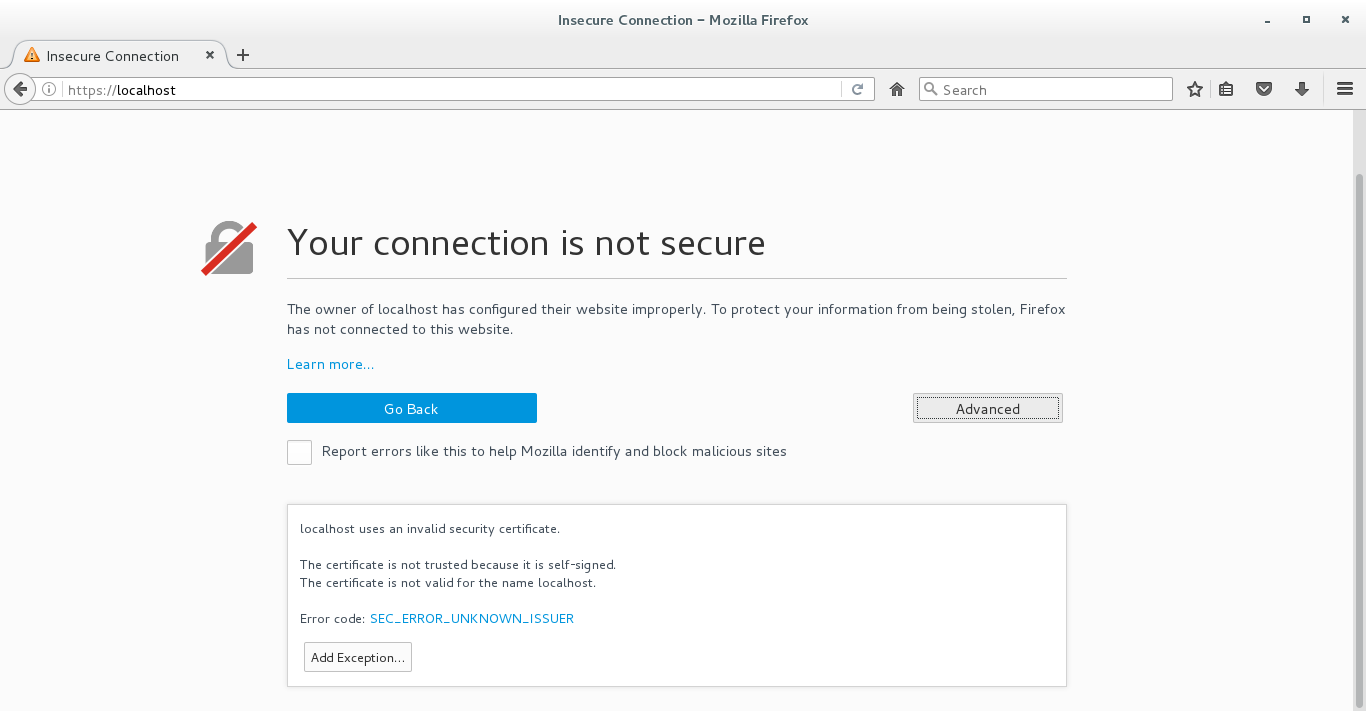 Insecure Connection – Mozilla Firefox
Insecure Connection
https://localhost
Search
Your connection is not secure
The owner of localhost has configured their website improperly. To protect your information from being stolen, Firefox
has not connected to this website.
Learn more...
Go Back
Advanced
Report errors like this to help Mozilla identify and block malicious sites
localhost uses an invalid security certificate.
The certificate is not trusted because it is self-signed.
The certificate is not valid for the name localhost.
Error code: SEC_ERROR_UNKNOWN_ISSUER
Add Exception...